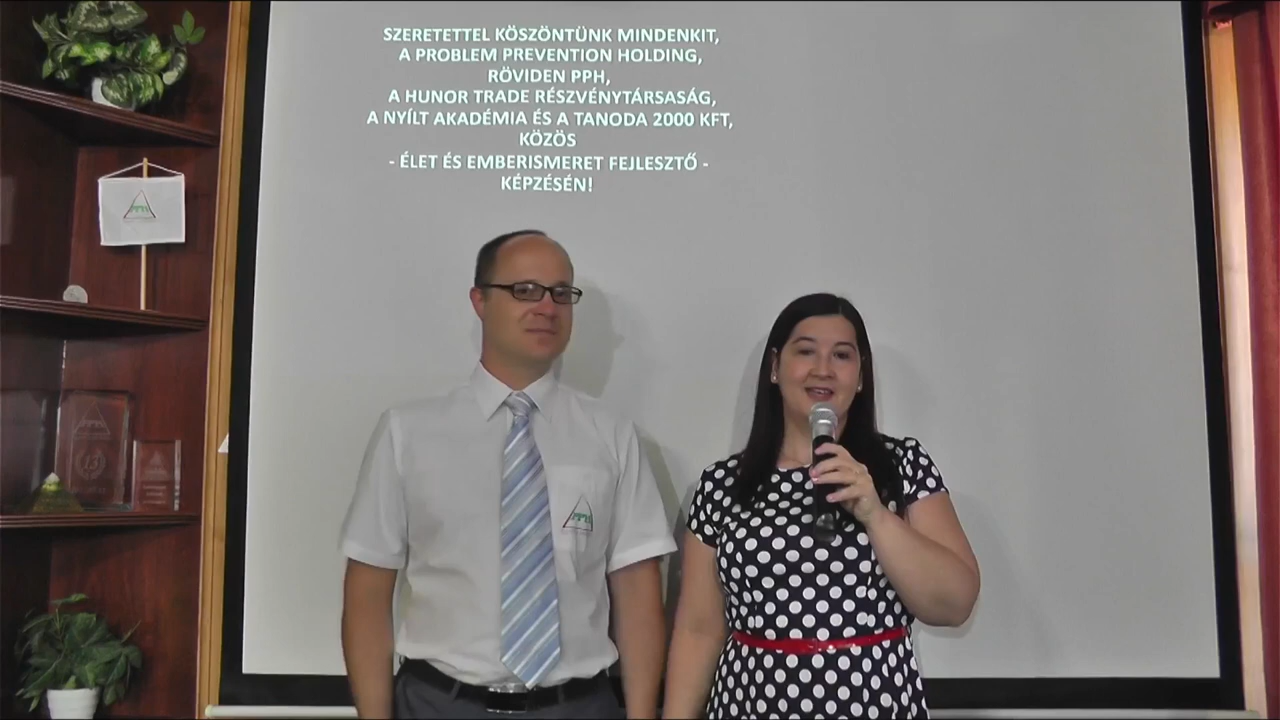 SZERETETTEL KÖSZÖNTÜNK MINDENKIT,
A PROBLEM PREVENTION HOLDING,
RÖVIDEN PPH,
A HUNOR TRADE RÉSZVÉNYTÁRSASÁG,
A NYÍLT AKADÉMIA ÉS A TANODA 2000 KFT,
KÖZÖS
- ÉLET ÉS EMBERISMERET FEJLESZTŐ -
KÉPZÉSÉN!
PPH